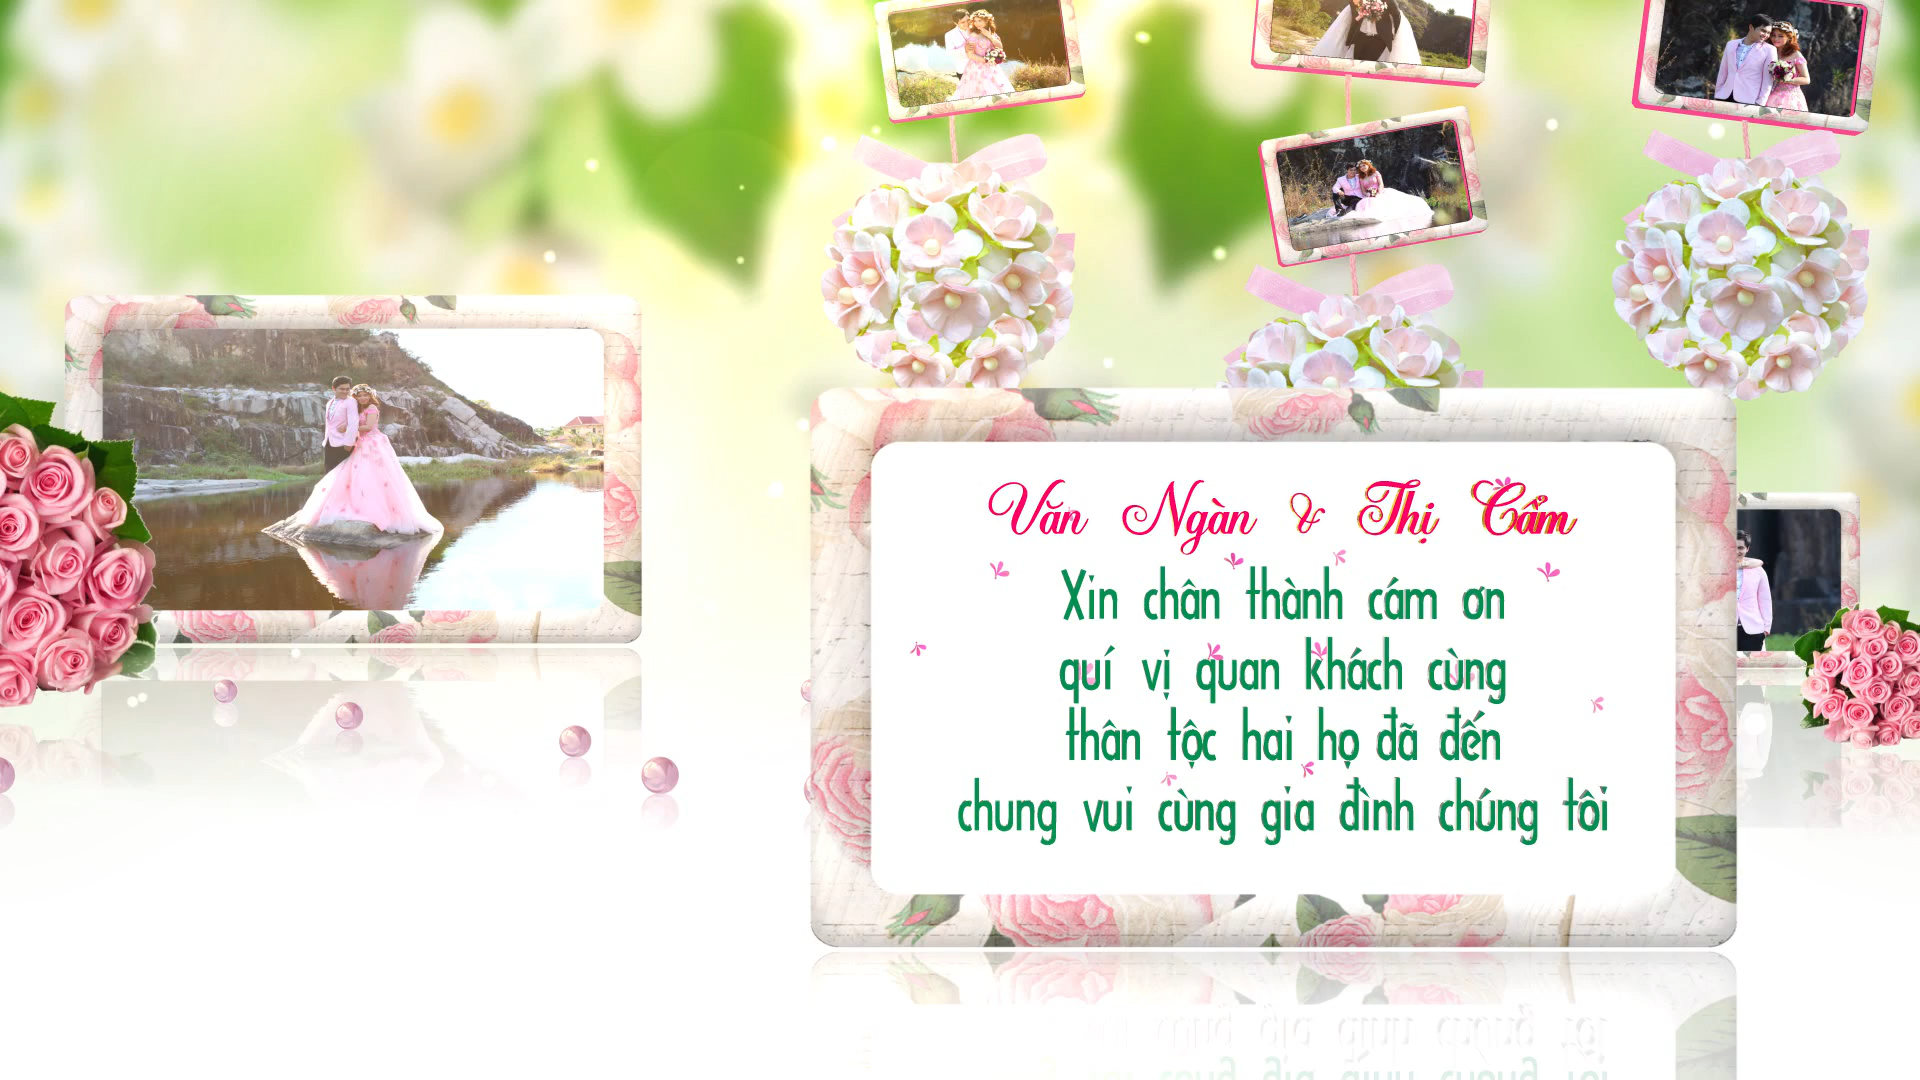 Văn Ngàn & Thị Cẩm
Xin chân thành cám ơn
quí vị quan khách cùng
thân tộc hai họ đã đến
chung vui cùng gia đình chúng tôi